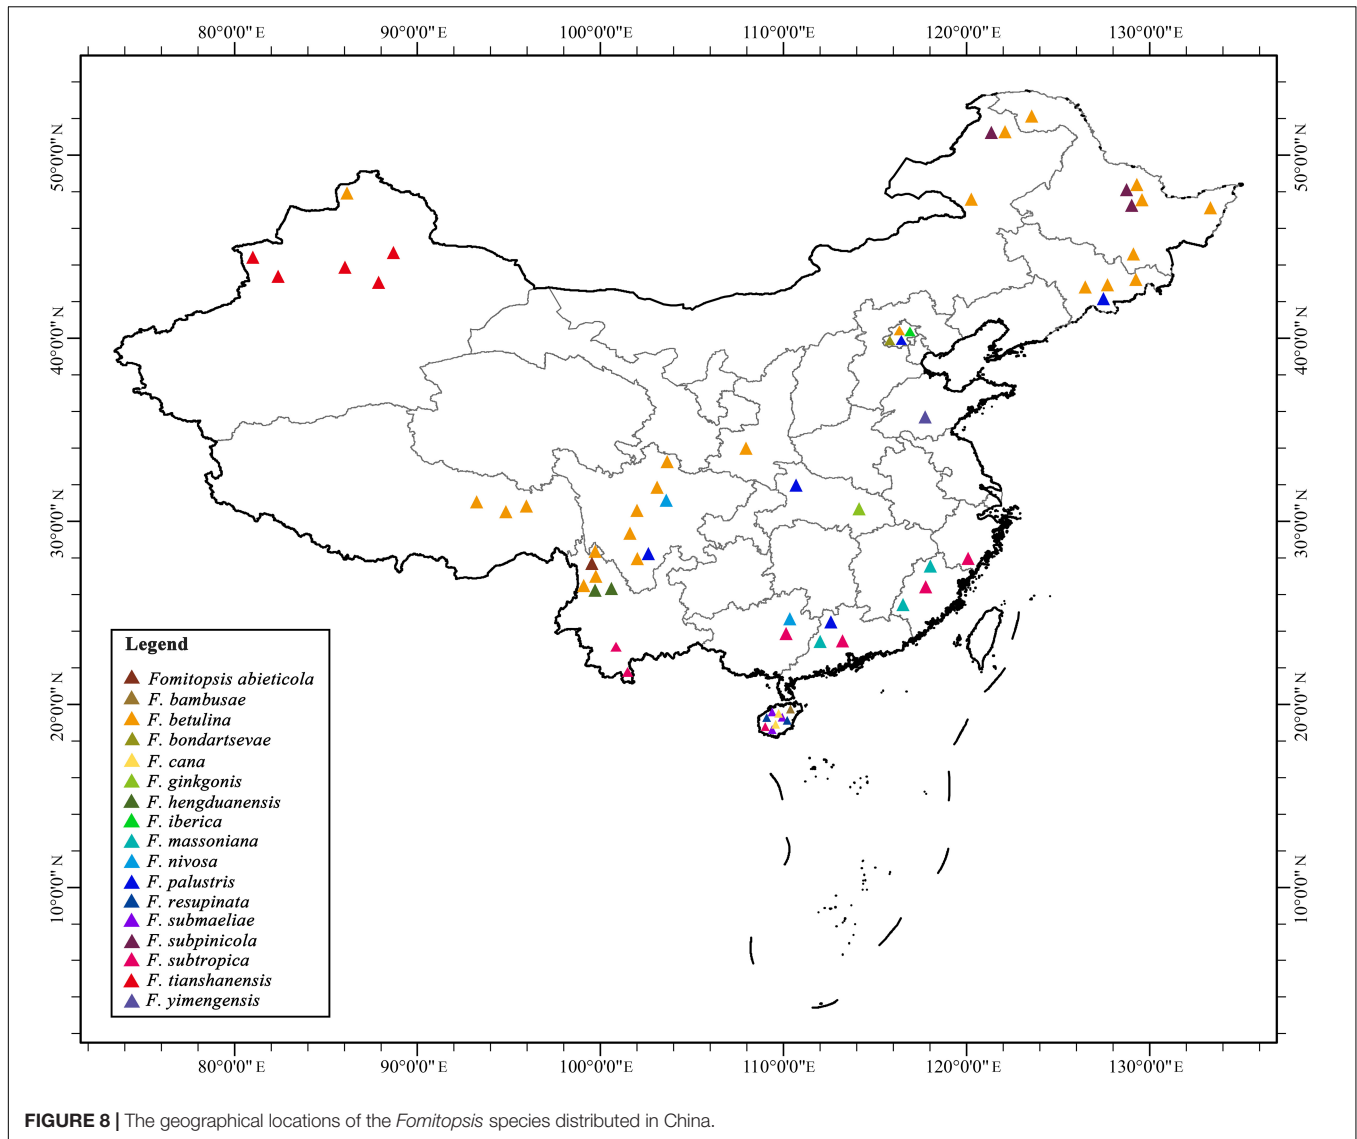 80°0'0" E 90°0'0" E 100°0'0" E 110°0'0" E 120°0'0" E 130°0'0" E
50°0'0" N
40°0'0" N
30°0'0" N
20°0'0" N
10°0'0" N
50°0'0" N
40°0'0" N
30°0'0" N
20°0'0" N
10°0'0" N
Legend
Fomitopsis abieticola
F. bambusae
F. betulina
F. bondartsevae
F. cana
F. ginkgonis
F. hengduanensis
F. iberica
F. massoniana
F. nivosa
F. palustris
F. resupinata
F. submaeliae
F. subpinicola
F. subtropica
F. tianshanensis
F. yimengensis
80°0'0" E 90°0'0" E 100°0'0" E 110°0'0" E 120°0'0" E 130°0'0" E
FIGURE 8 | The geographical locations of the Fomitopsis species distributed in China.